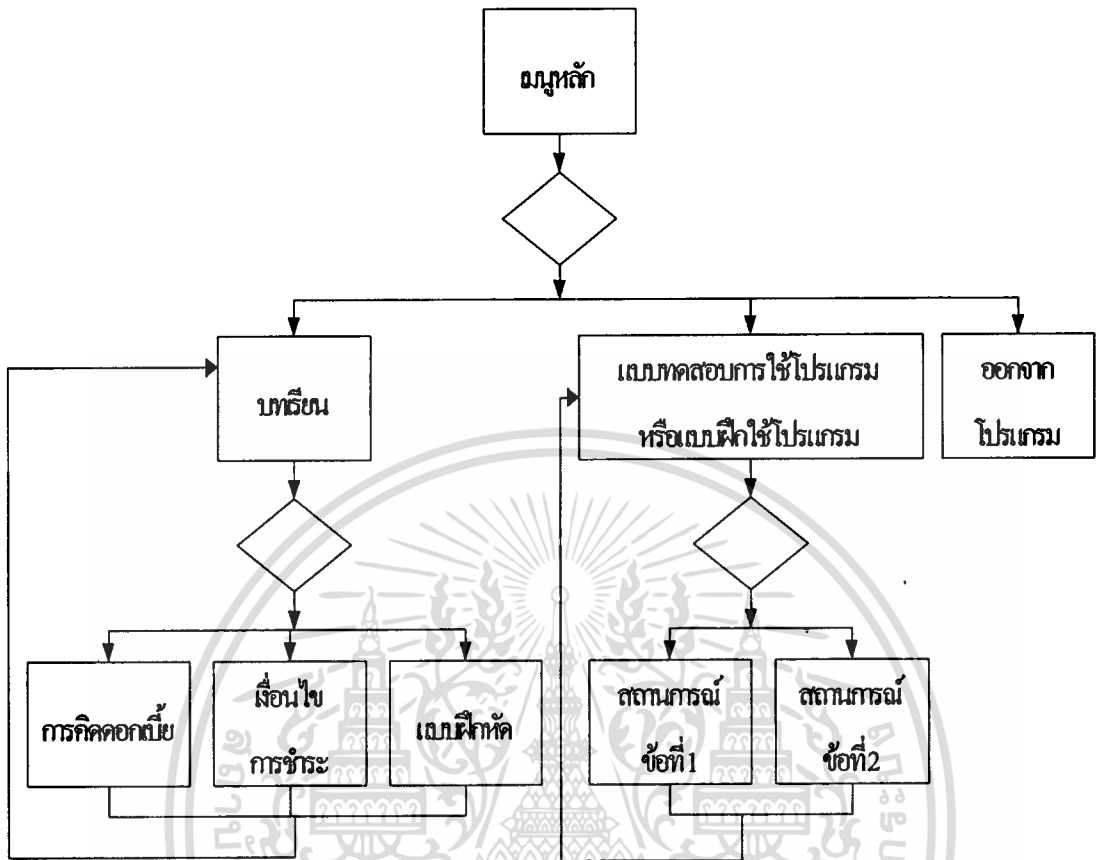 เมนูหลัก
บทเรียน
แบบทดสอบการใช้โปรแกรม
หรือแบบฝึกใช้โปรแกรม
ออกจาก
โปรแกรม
การคิดดอกเบี้ย
เงื่อนไข
การชำระ
แบบฝึกหัด
สถานการณ์
ข้อที่1
สถานการณ์
ข้อที่2